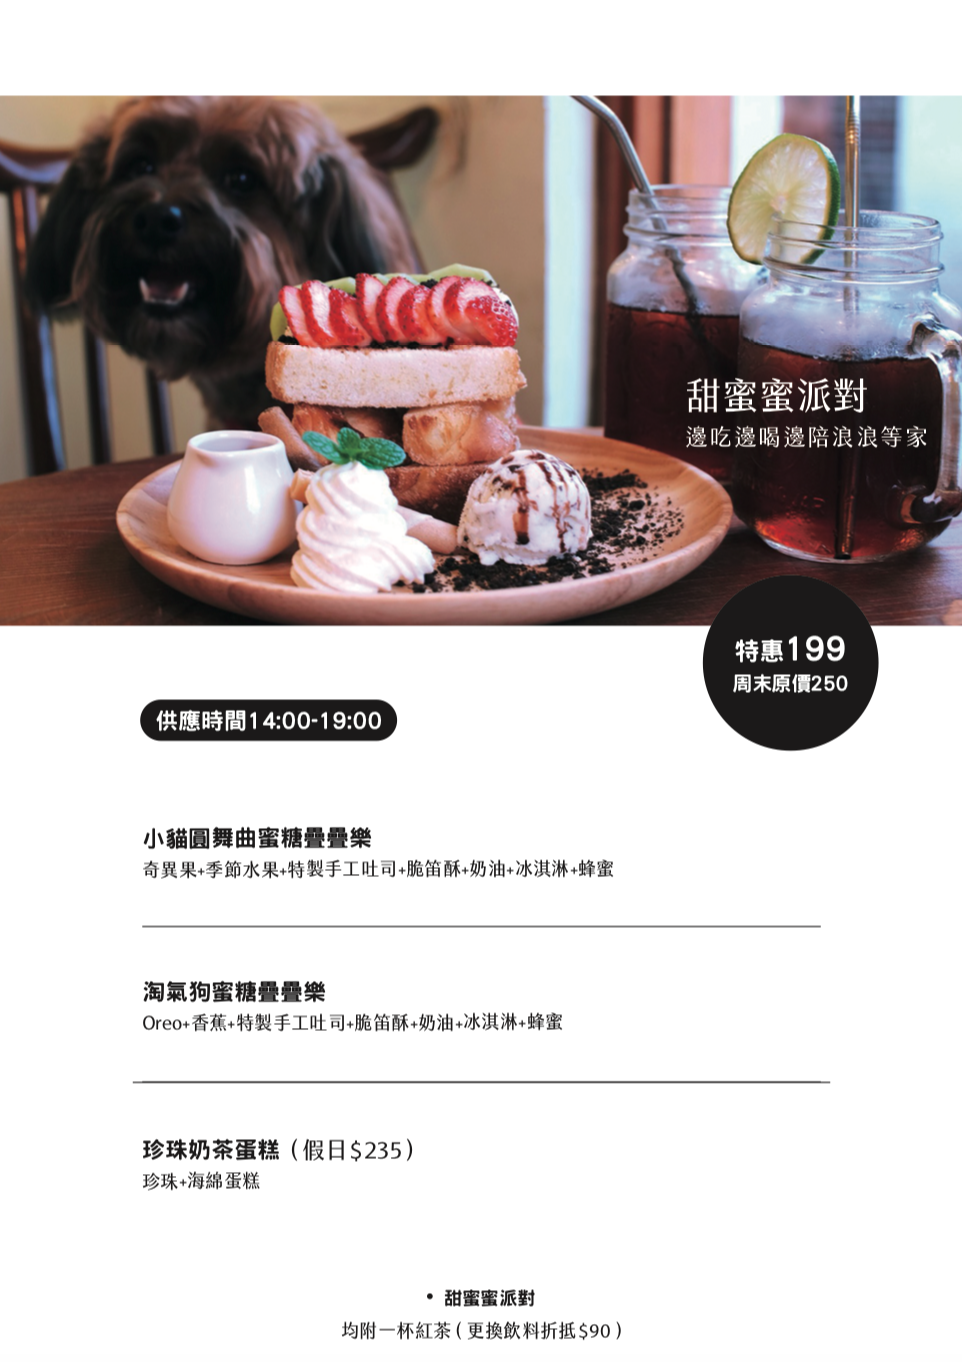 甜蜜蜜派對
邊吃邊喝邊陪浪浪等家
特惠199
周末原價250
供應時間14:00-19:00
小貓圓舞曲蜜糖疊疊樂
奇異果+季節水果+特製手工吐司+脆笛酥+奶油+冰淇淋+蜂蜜
淘氣狗蜜糖疊疊樂
Oreo+香蕉+特製手工吐司+脆笛酥+奶油+冰淇淋+蜂蜜
珍珠奶茶蛋糕（假日$235）
珍珠+海綿蛋糕
• 甜蜜蜜派對
均附一杯紅茶（更換飲料折抵$90）